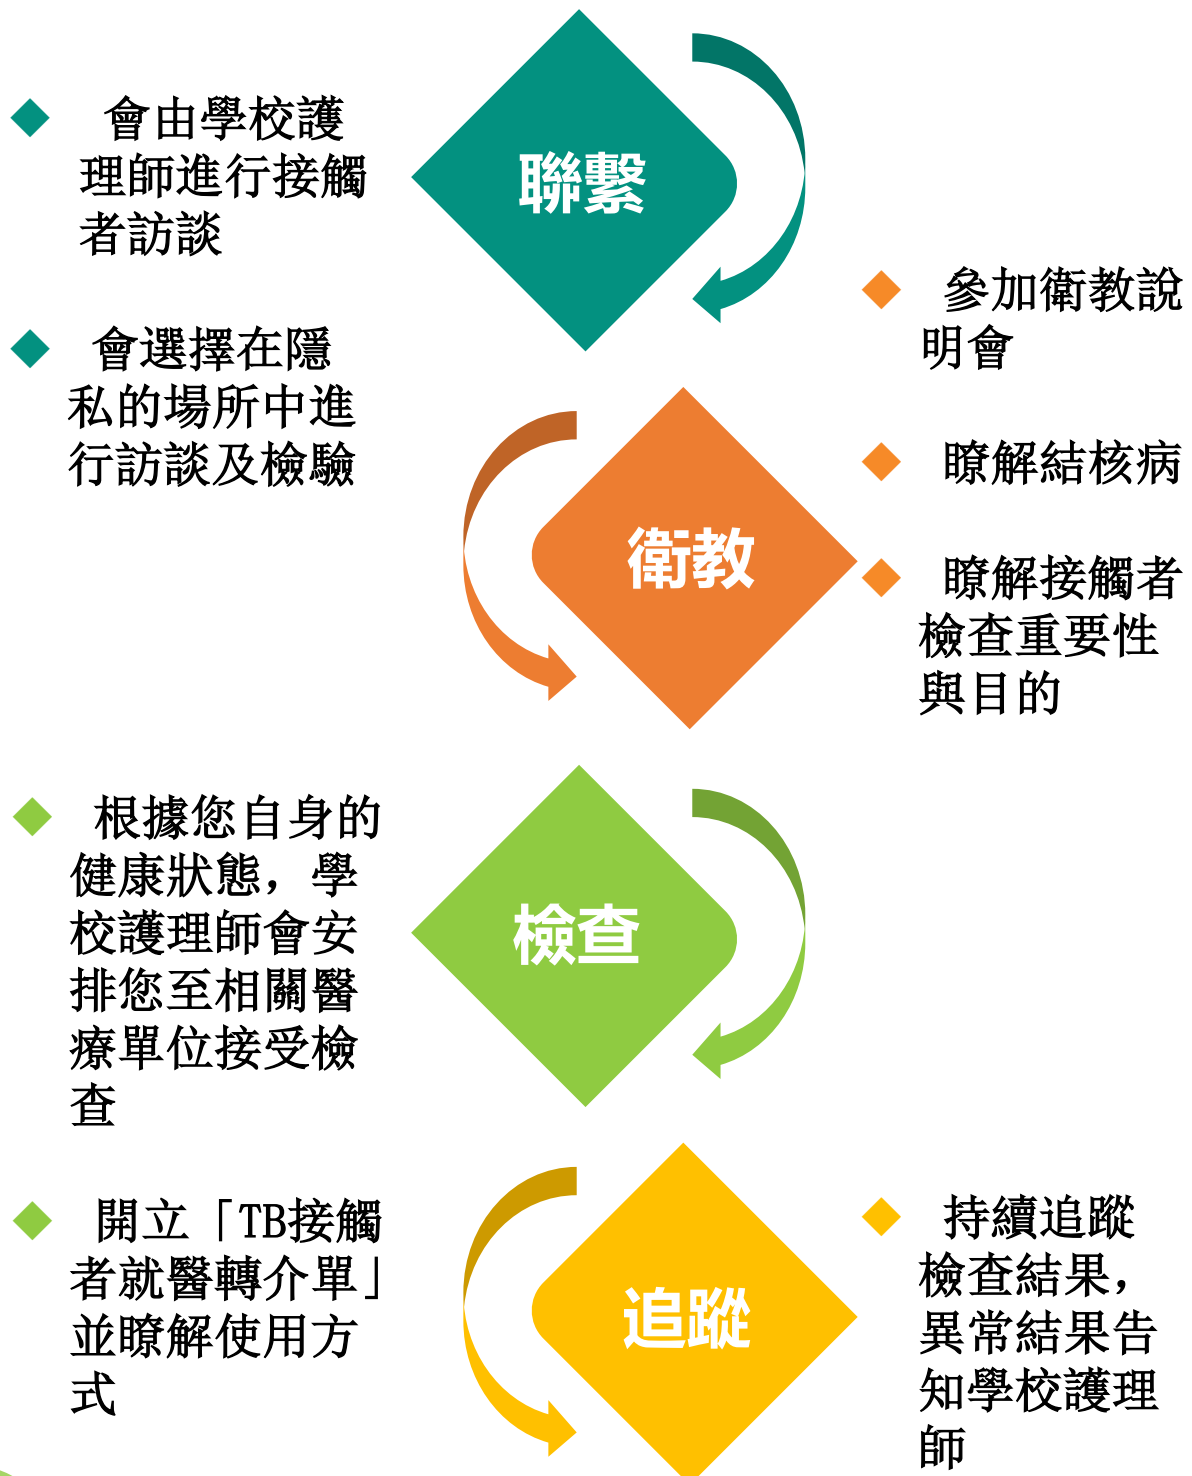 聯繫
會由學校護
理師進行接觸
者訪談
會選擇在隱
私的場所中進
行訪談及檢驗
衛教
參加衛教說
明會
瞭解結核病
瞭解接觸者
檢查重要性
與目的
檢查
根據您自身的
健康狀態，學
校護理師會安
排您至相關醫
療單位接受檢
查
開立「TB接觸
者就醫轉介單」
並瞭解使用方
式
追蹤
持續追蹤
檢查結果，
異常結果告
知學校護理
師